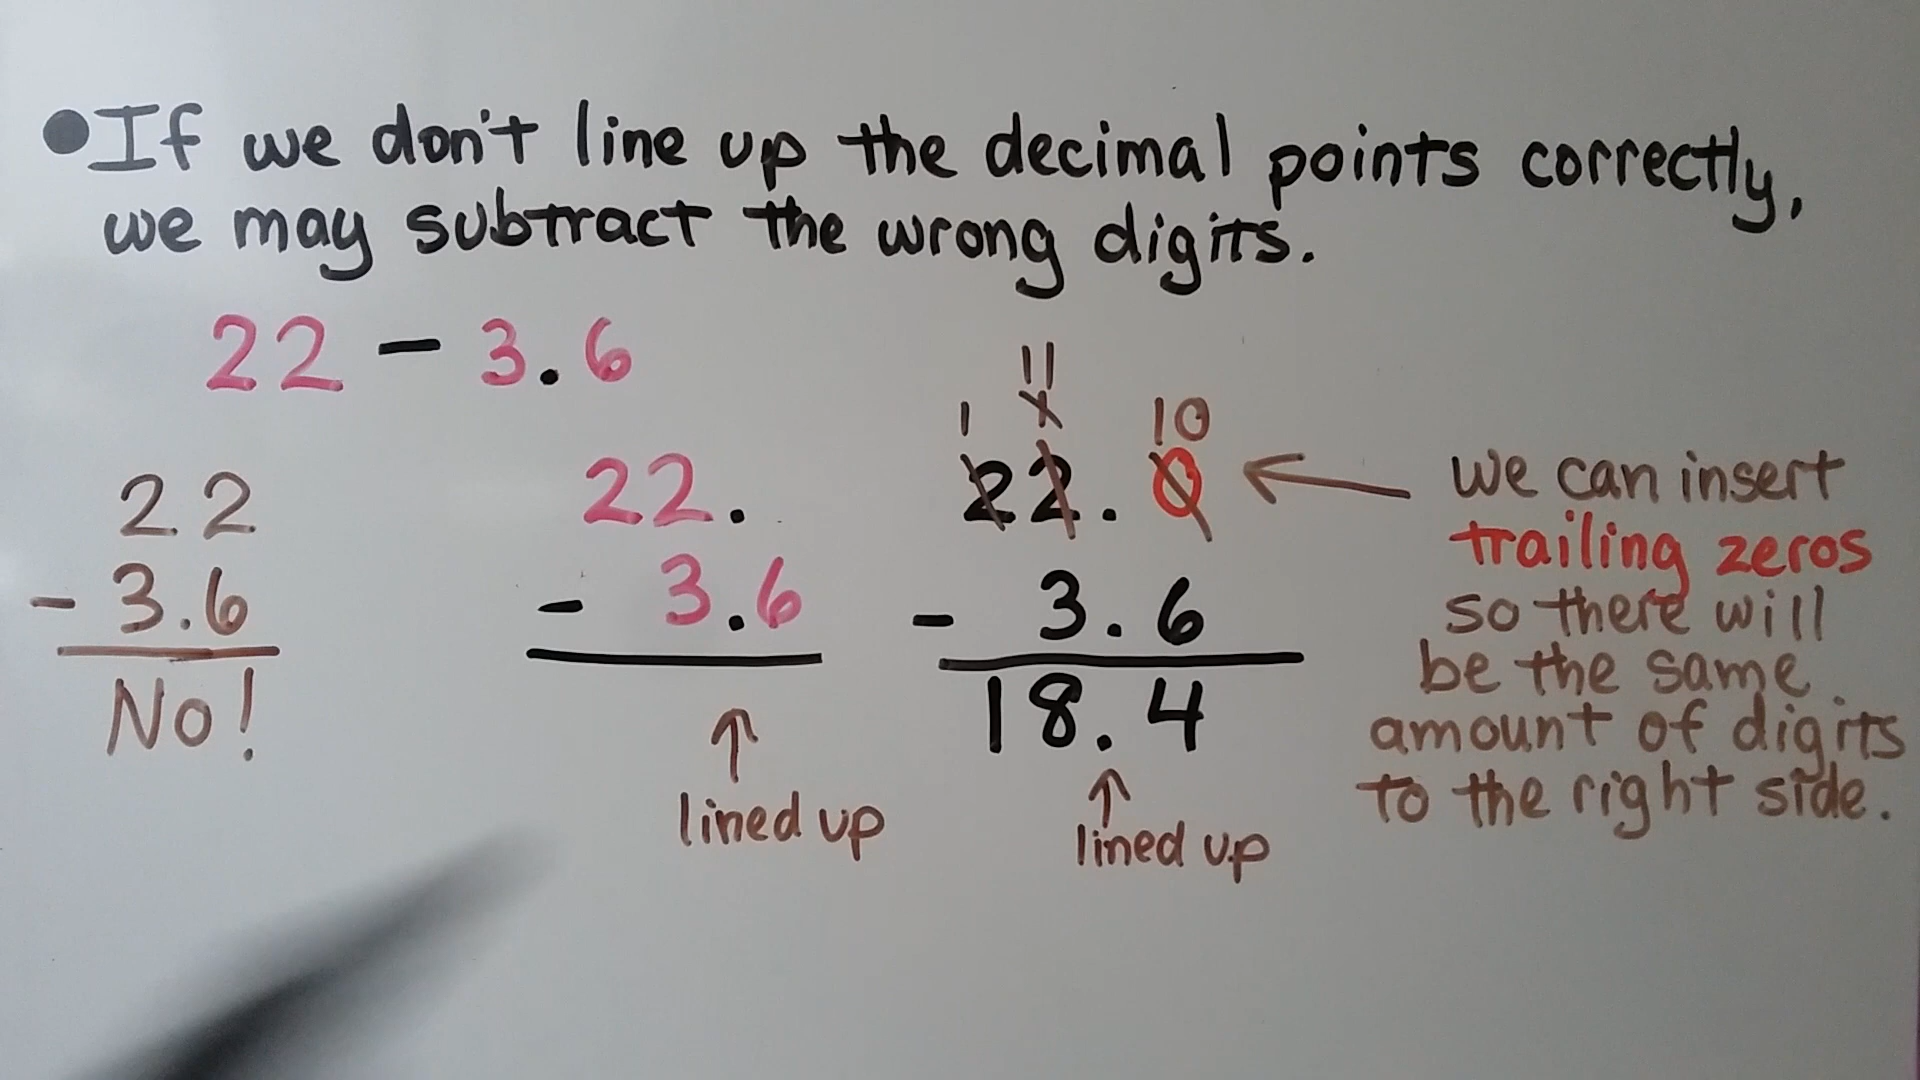 •If we don't line up the decimal points correctly,
we may subtract the wrong digits.
22 - 3.6
22
- 3.6
No!
22.
- 3.6
↑
lined up
11
1 1 10
22.0
- 3.6
18.4
↑
lined up
← we can insert
trailing zeros
so there will
be the same
amount of digits
to the right side.